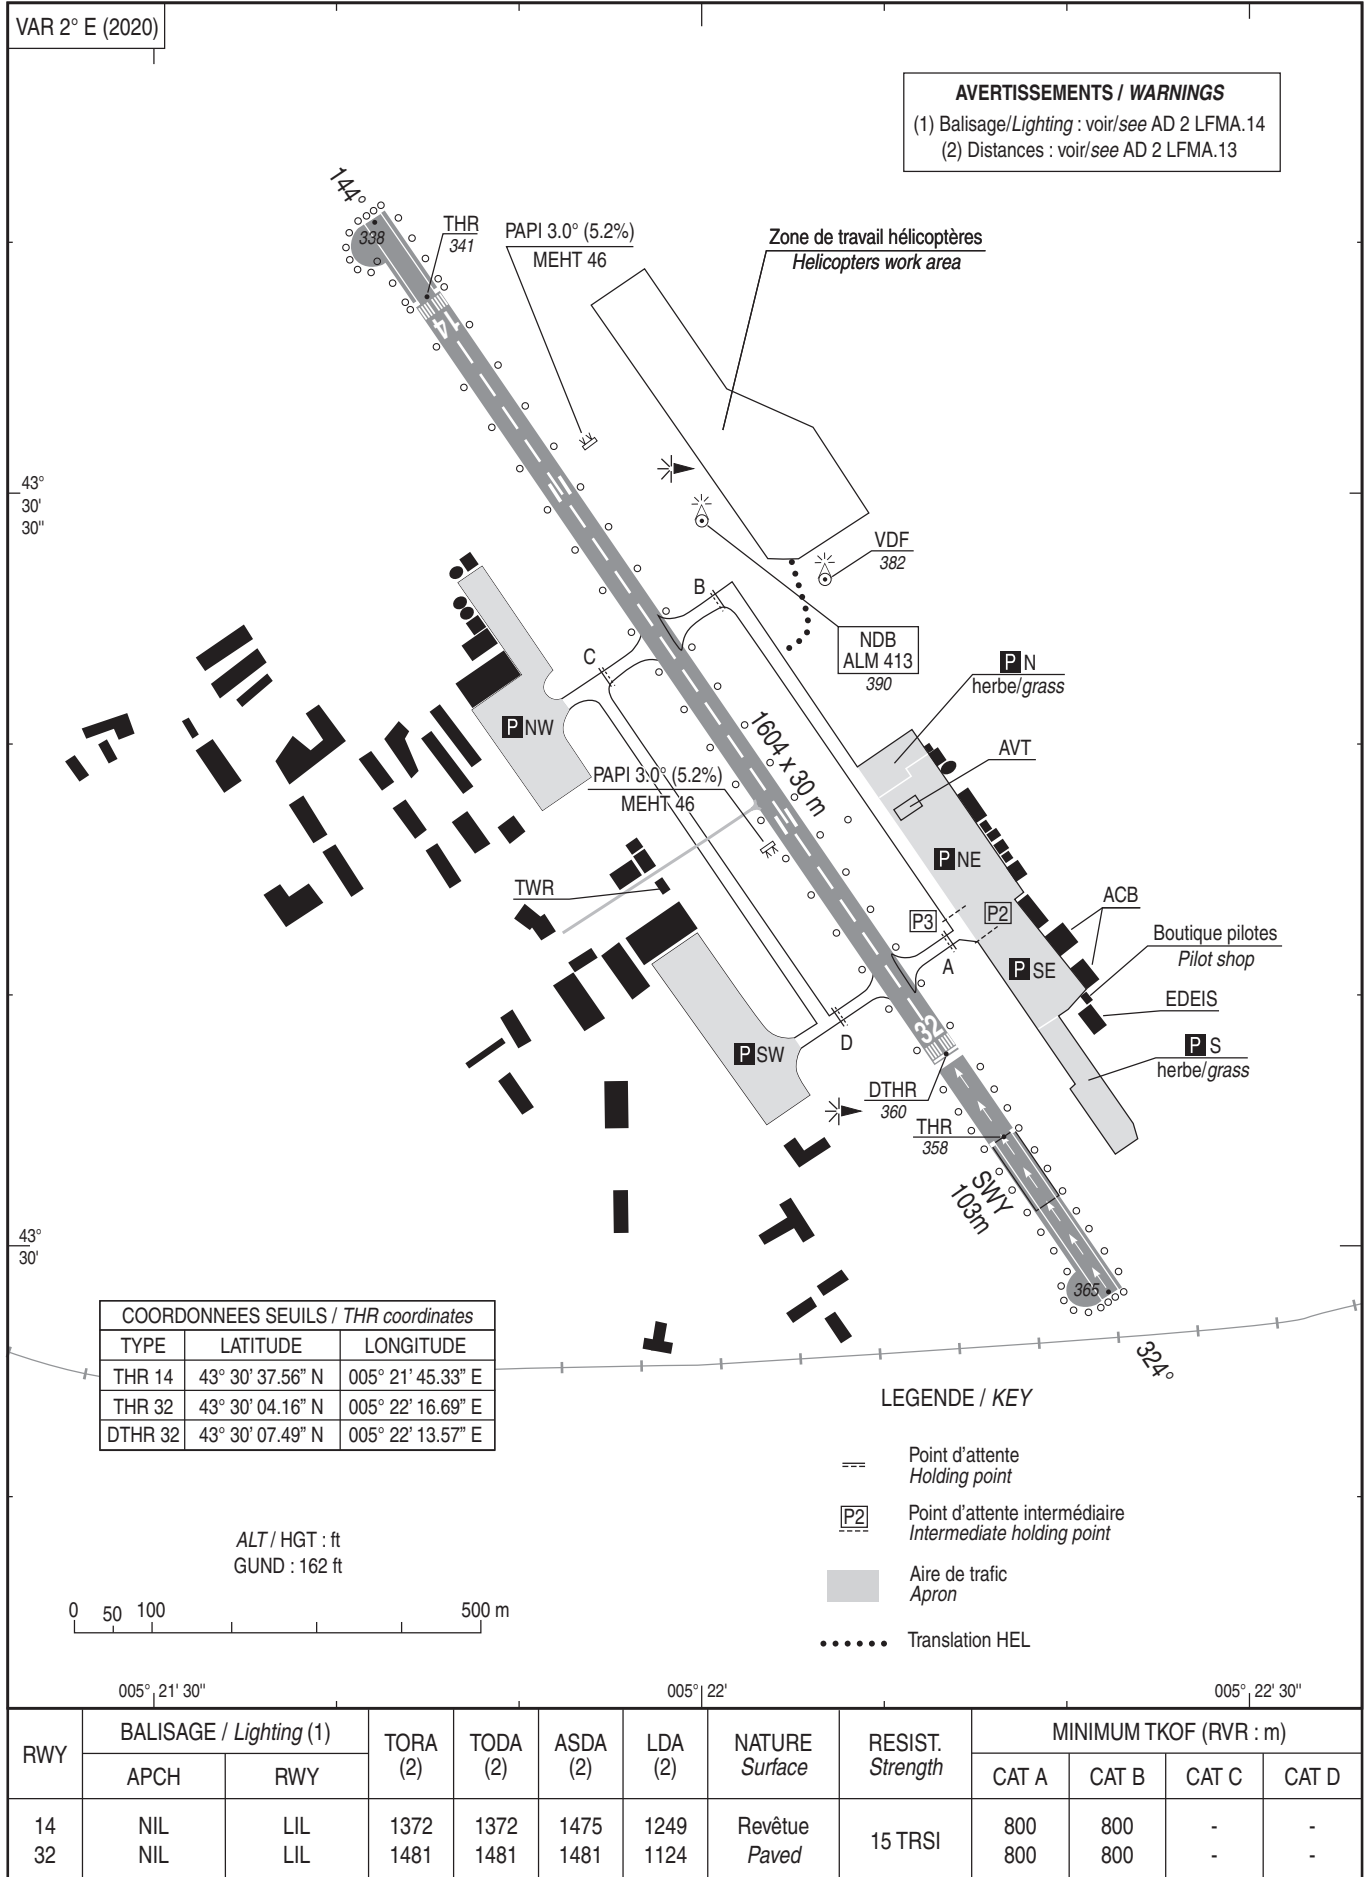 VAR 2° E (2020)
AVERTISSEMENTS / WARNINGS
(1) Balisage/Lighting : voir/see AD 2 LFMA.14
(2) Distances : voir/see AD 2 LFMA.13
144°
338
THR
341
PAPI 3.0° (5.2%)
MEHT 46
Zone de travail hélicoptères
Helicopters work area
14
43°
30'
30"
VDF
382
B
NDB
ALM 413
390
C
P N
herbe/grass
P NW
1604 x 30 m
AVT
PAPI 3.0° (5.2%)
MEHT 46
P NE
TWR
ACB
P3
P2
Boutique pilotes
Pilot shop
A
P SE
EDEIS
32
D
P SW
P S
herbe/grass
DTHR
360
THR
358
SWY
103m
43°
30'
365
324°
COORDONNEES SEUILS / THR coordinates
TYPE LATITUDE LONGITUDE
THR 14 43° 30' 37.56" N 005° 21' 45.33" E
THR 32 43° 30' 04.16" N 005° 22' 16.69" E
DTHR 32 43° 30' 07.49" N 005° 22' 13.57" E
LEGENDE / KEY
Point d'attente
Holding point
P2
Point d'attente intermédiaire
Intermediate holding point
Aire de trafic
Apron
Translation HEL
ALT / HGT : ft
GUND : 162 ft
0 50 100 500 m
005° 21' 30" 005° 22' 005° 22' 30"
RWY BALISAGE / Lighting (1) TORA (2) TODA (2) ASDA (2) LDA (2) NATURE Surface RESIST. Strength MINIMUM TKOF (RVR : m)
APCH RWY CAT A CAT B CAT C CAT D
14 NIL LIL 1372 1372 1475 1249 Revêtue 15 TRSI 800 800 - -
32 NIL LIL 1481 1481 1481 1124 Paved 800 800 - -